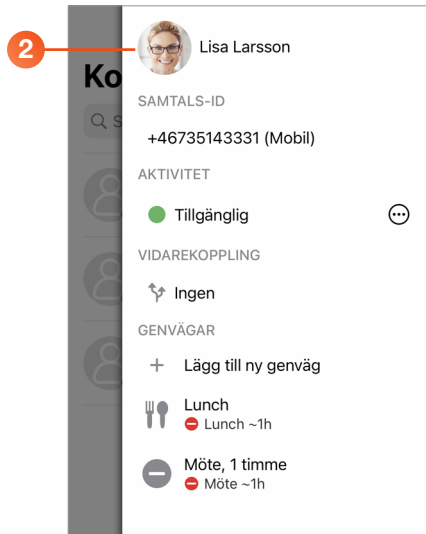 2
Lisa Larsson
Ko
S
SAMTALS-ID
+46735143331 (Mobil)
AKTIVITET
Tillgänglig
VIDAREKOPPLING
Ingen
GENVÄGAR
Lägg till ny genväg
Lunch
Lunch ~1h
Möte, 1 timme
Möte ~1h